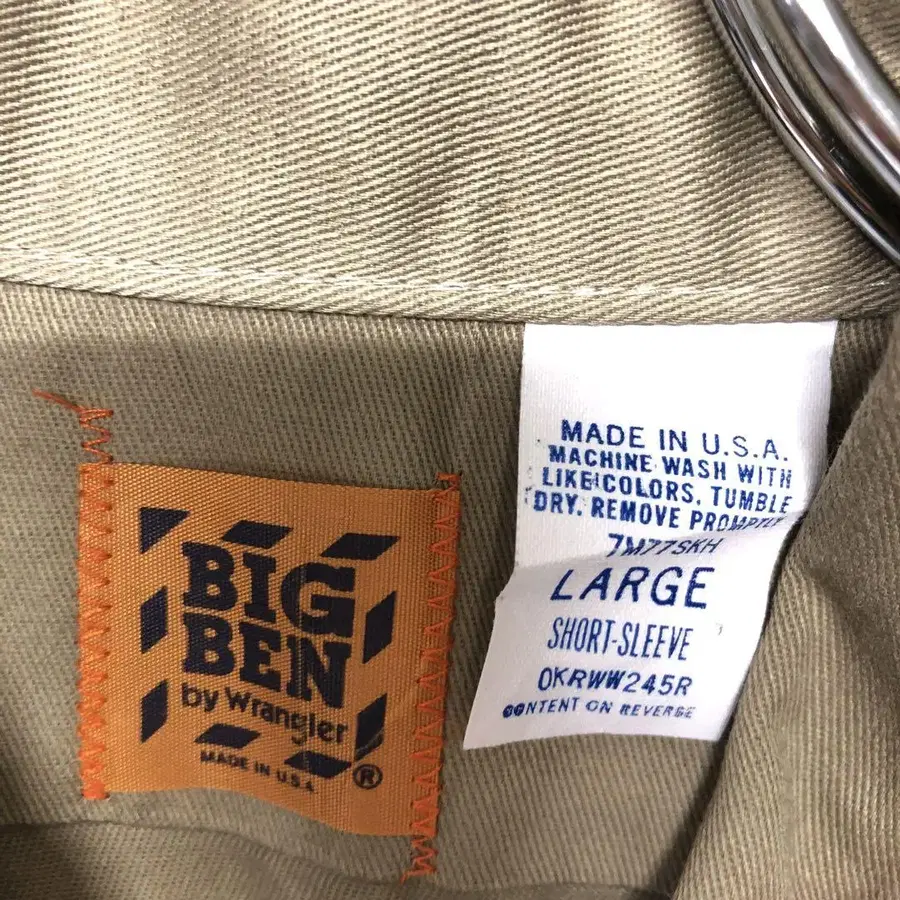 BIG
BEN
by Wrangler
MADE IN U.S.A.
®
MADE IN U.S.A.
MACHINE WASH WITH
LIKE COLORS. TUMBLE
DRY. REMOVE PROMPTLY
7M77SKH
LARGE
SHORT-SLEEVE
0KRWW245R
CONTENT ON REVERSE